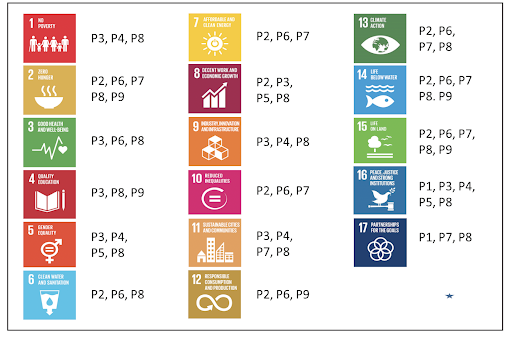 1 NO
POVERTY
P3, P4, P8
2 ZERO
HUNGER
P2, P6, P7
P8, P9
3 GOOD HEALTH
AND WELL-BEING
P3, P6, P8
4 QUALITY
EDUCATION
P3, P8, P9
5 GENDER
EQUALITY
P3, P4,
P5, P8
6 CLEAN WATER
AND SANITATION
P2, P6, P8
7 AFFORDABLE AND
CLEAN ENERGY
P2, P6, P7
8 DECENT WORK AND
ECONOMIC GROWTH
P2, P3,
P5, P8
9 INDUSTRY, INNOVATION
AND INFRASTRUCTURE
P3, P4, P8
10 REDUCED
INEQUALITIES
P2, P6, P7
11 SUSTAINABLE CITIES
AND COMMUNITIES
P3, P4,
P7, P8
12 RESPONSIBLE
CONSUMPTION
AND PRODUCTION
P2, P6, P9
13 CLIMATE
ACTION
P2, P6,
P7, P8
14 LIFE
BELOW WATER
P2, P6, P7
P8. P9
15 LIFE
ON LAND
P2, P6, P7,
P8, P9
16 PEACE, JUSTICE
AND STRONG
INSTITUTIONS
P1, P3, P4,
P5, P8
17 PARTNERSHIPS
FOR THE GOALS
P1, P7, P8